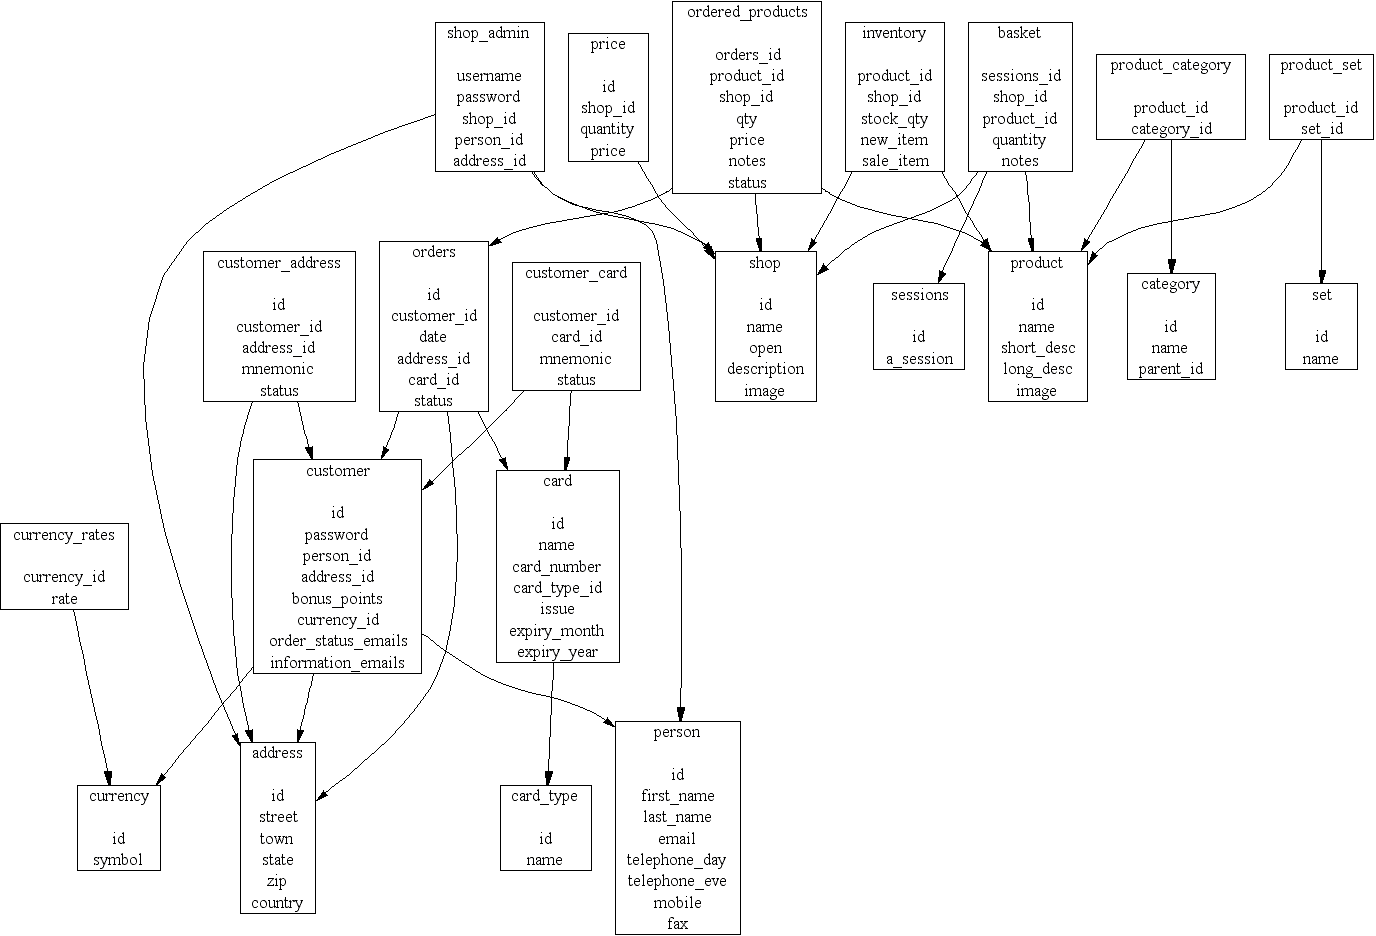 shop_admin
username
password
shop_id
person_id
address_id
price
id
shop_id
quantity
price
ordered_products
orders_id
product_id
shop_id
qty
price
notes
status
inventory
product_id
shop_id
stock_qty
new_item
sale_item
basket
sessions_id
shop_id
product_id
quantity
notes
product_category
product_id
category_id
product_set
product_id
set_id
customer_address
id
customer_id
address_id
mnemonic
status
orders
id
customer_id
date
address_id
card_id
status
customer_card
customer_id
card_id
mnemonic
status
shop
id
name
open
description
image
sessions
id
a_session
product
id
name
short_desc
long_desc
image
category
id
name
parent_id
set
id
name
currency_rates
currency_id
rate
customer
id
password
person_id
address_id
bonus_points
currency_id
order_status_emails
information_emails
card
id
name
card_number
card_type_id
issue
expiry_month
expiry_year
currency
id
symbol
address
id
street
town
state
zip
country
card_type
id
name
person
id
first_name
last_name
email
telephone_day
telephone_eve
mobile
fax